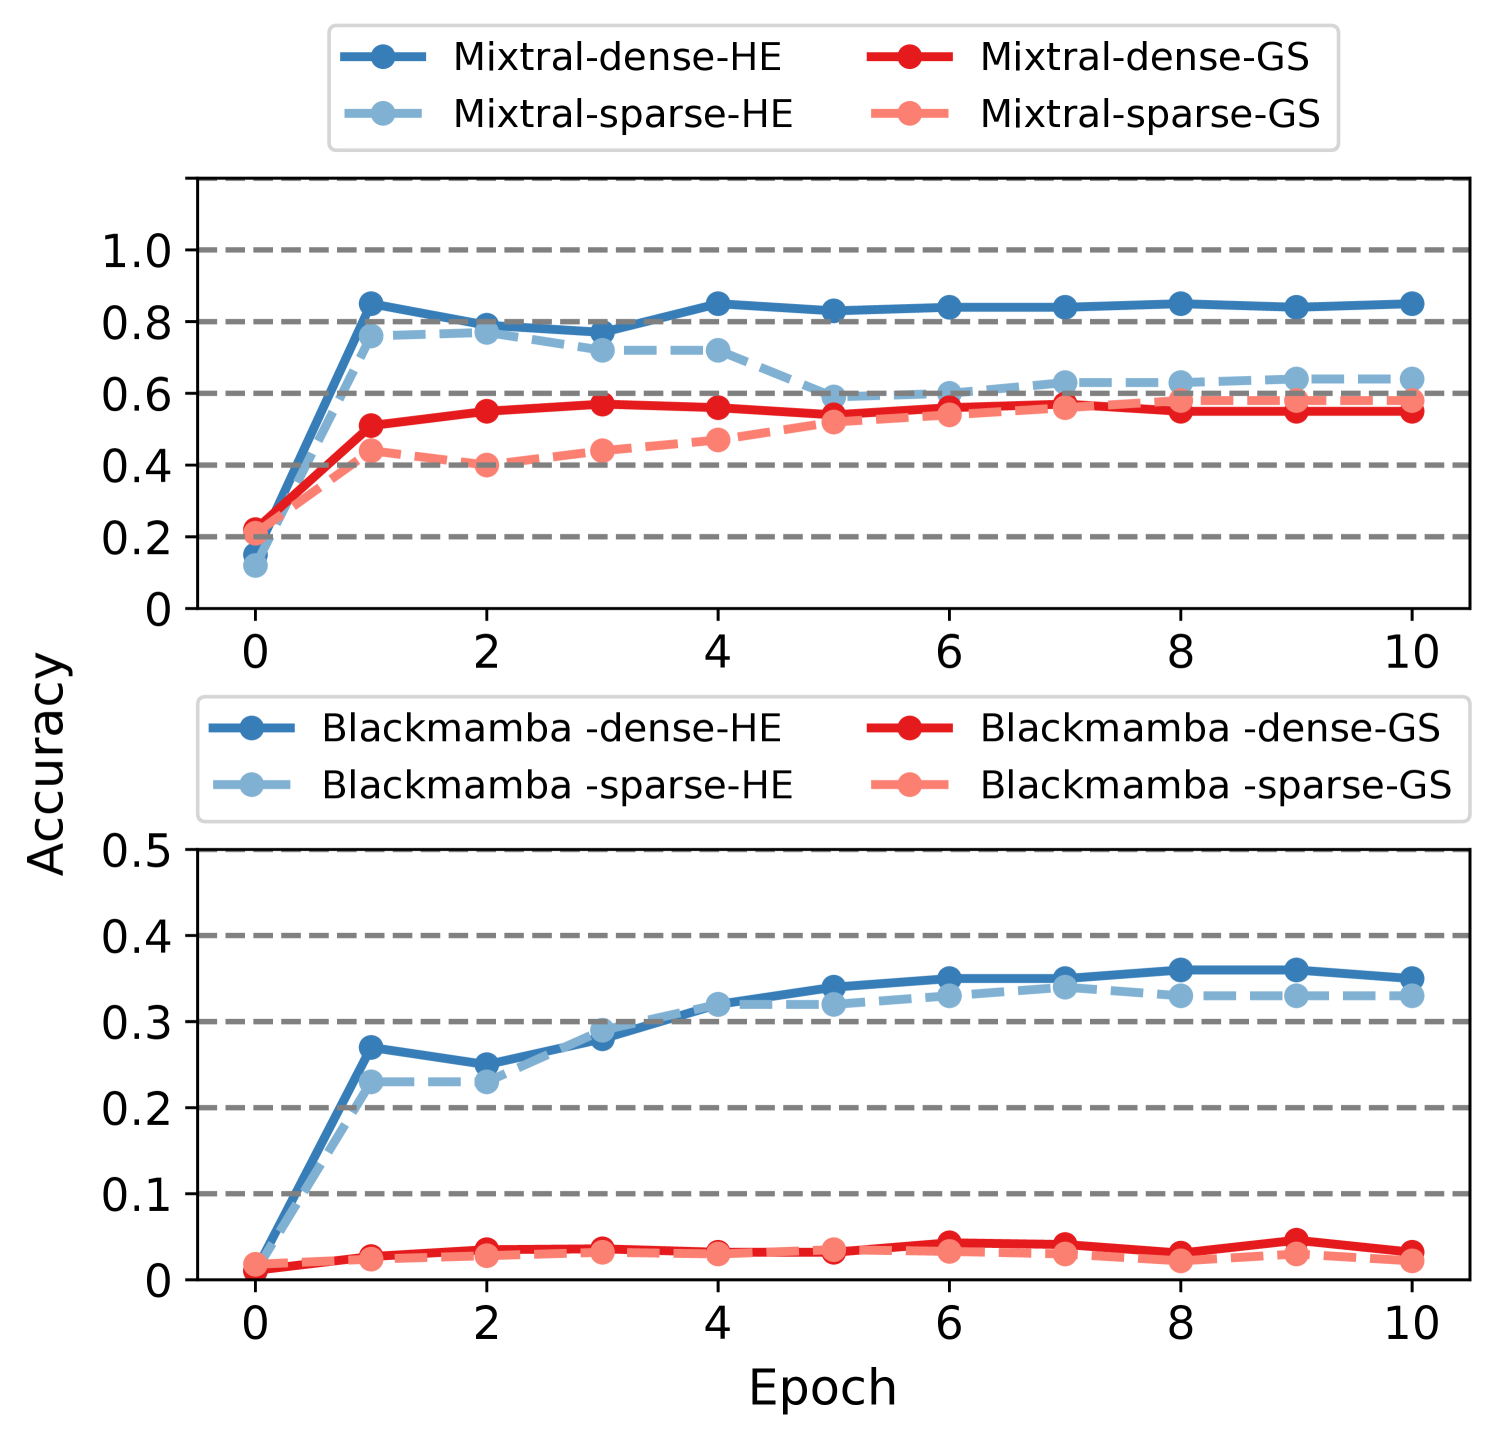 Mixtral-dense-HE Mixtral-dense-GS
Mixtral-sparse-HE Mixtral-sparse-GS
1.0
0.8
0.6
0.4
0.2
0
0 2 4 6 8 10
Accuracy
Blackmamba -dense-HE Blackmamba -dense-GS
Blackmamba -sparse-HE Blackmamba -sparse-GS
0.5
0.4
0.3
0.2
0.1
0
0 2 4 6 8 10
Epoch